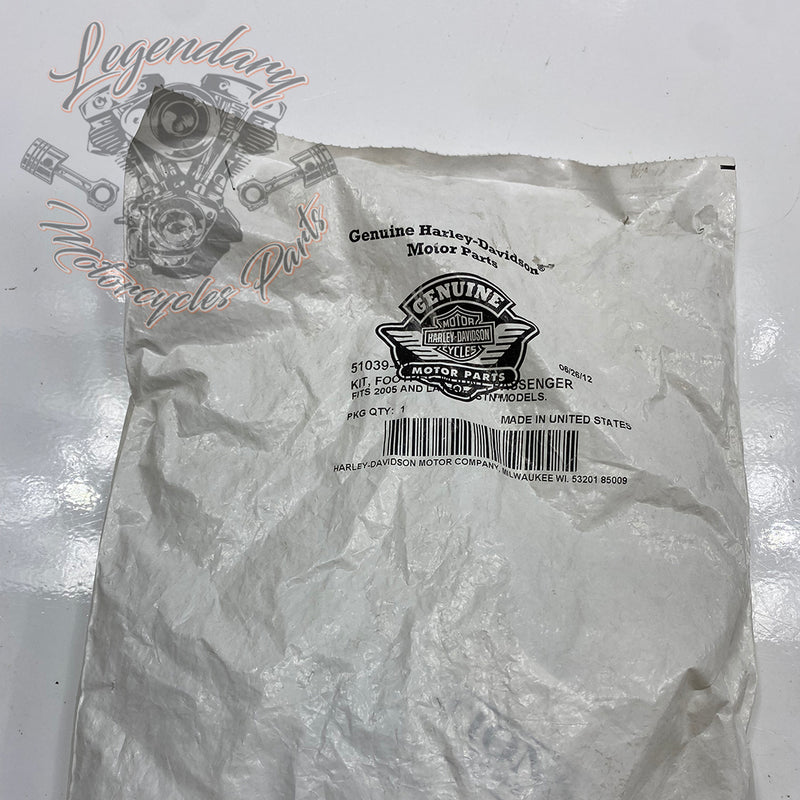 Legendary
Motorcycles Parts
Genuine Harley-Davidson®
Motor Parts
GENUINE
MOTOR
HARLEY-DAVIDSON
CYCLES
MOTOR PARTS
51039-
06/26/12
KIT, PASSENGER
FITS 2005 AND MODELS.
PKG QTY: 1
MADE IN UNITED STATES
HARLEY-DAVIDSON MOTOR COMPANY, MILWAUKEE WI. 53201 85009